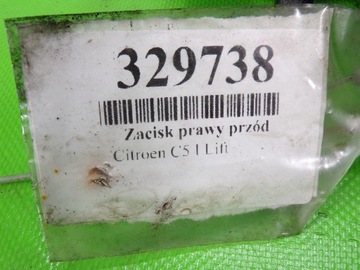 329738
Zacisk prawy przód
Citroen C5 I Lift